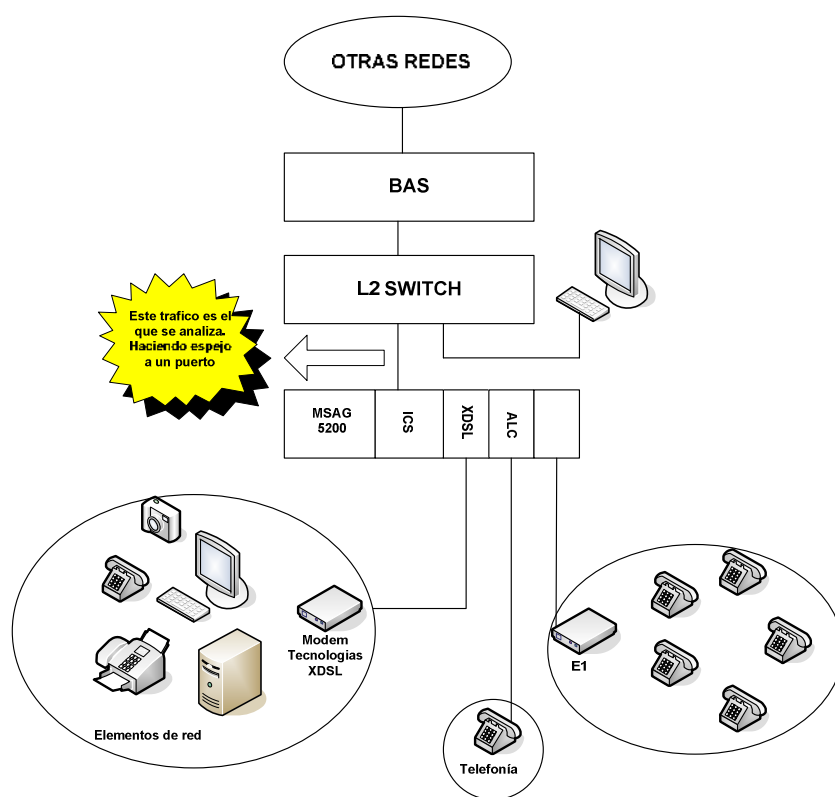 OTRAS REDES
BAS
L2 SWITCH
Este trafico es el
que se analiza.
Haciendo espejo
a un puerto
MSAG
5200
ICS
XDSL
ALC
Modem
Tecnologias
XDSL
E1
Elementos de red
Telefonía